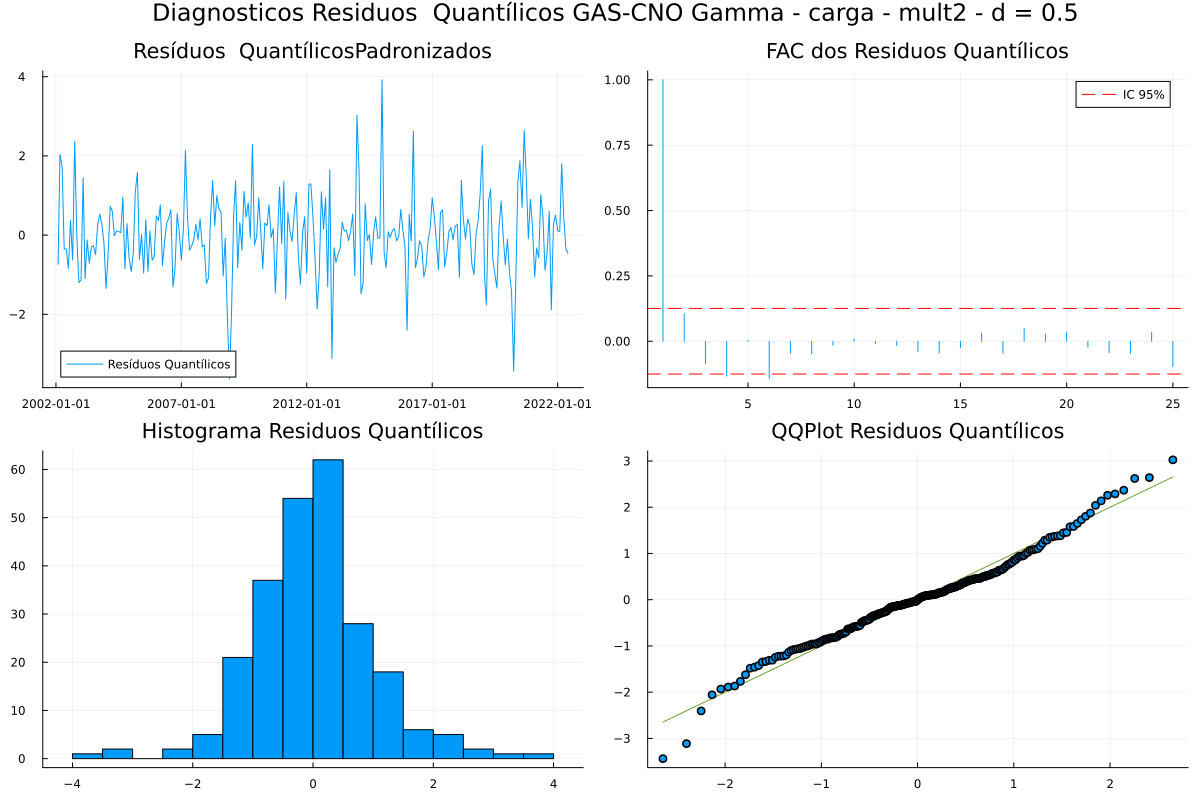 Diagnosticos Residuos  Quantílicos GAS-CNO Gamma - carga - mult2 - d = 0.5
Resíduos  QuantílicosPadronizados
4
2
0
−2
Resíduos Quantílicos
2002-01-01 2007-01-01 2012-01-01 2017-01-01 2022-01-01
FAC dos Residuos Quantílicos
1.00
0.75
0.50
0.25
0.00
IC 95%
5 10 15 20 25
Histograma Residuos Quantílicos
60
50
40
30
20
10
0
−4 −2 0 2 4
QQPlot Residuos Quantílicos
3
2
1
0
−1
−2
−3
−2 −1 0 1 2